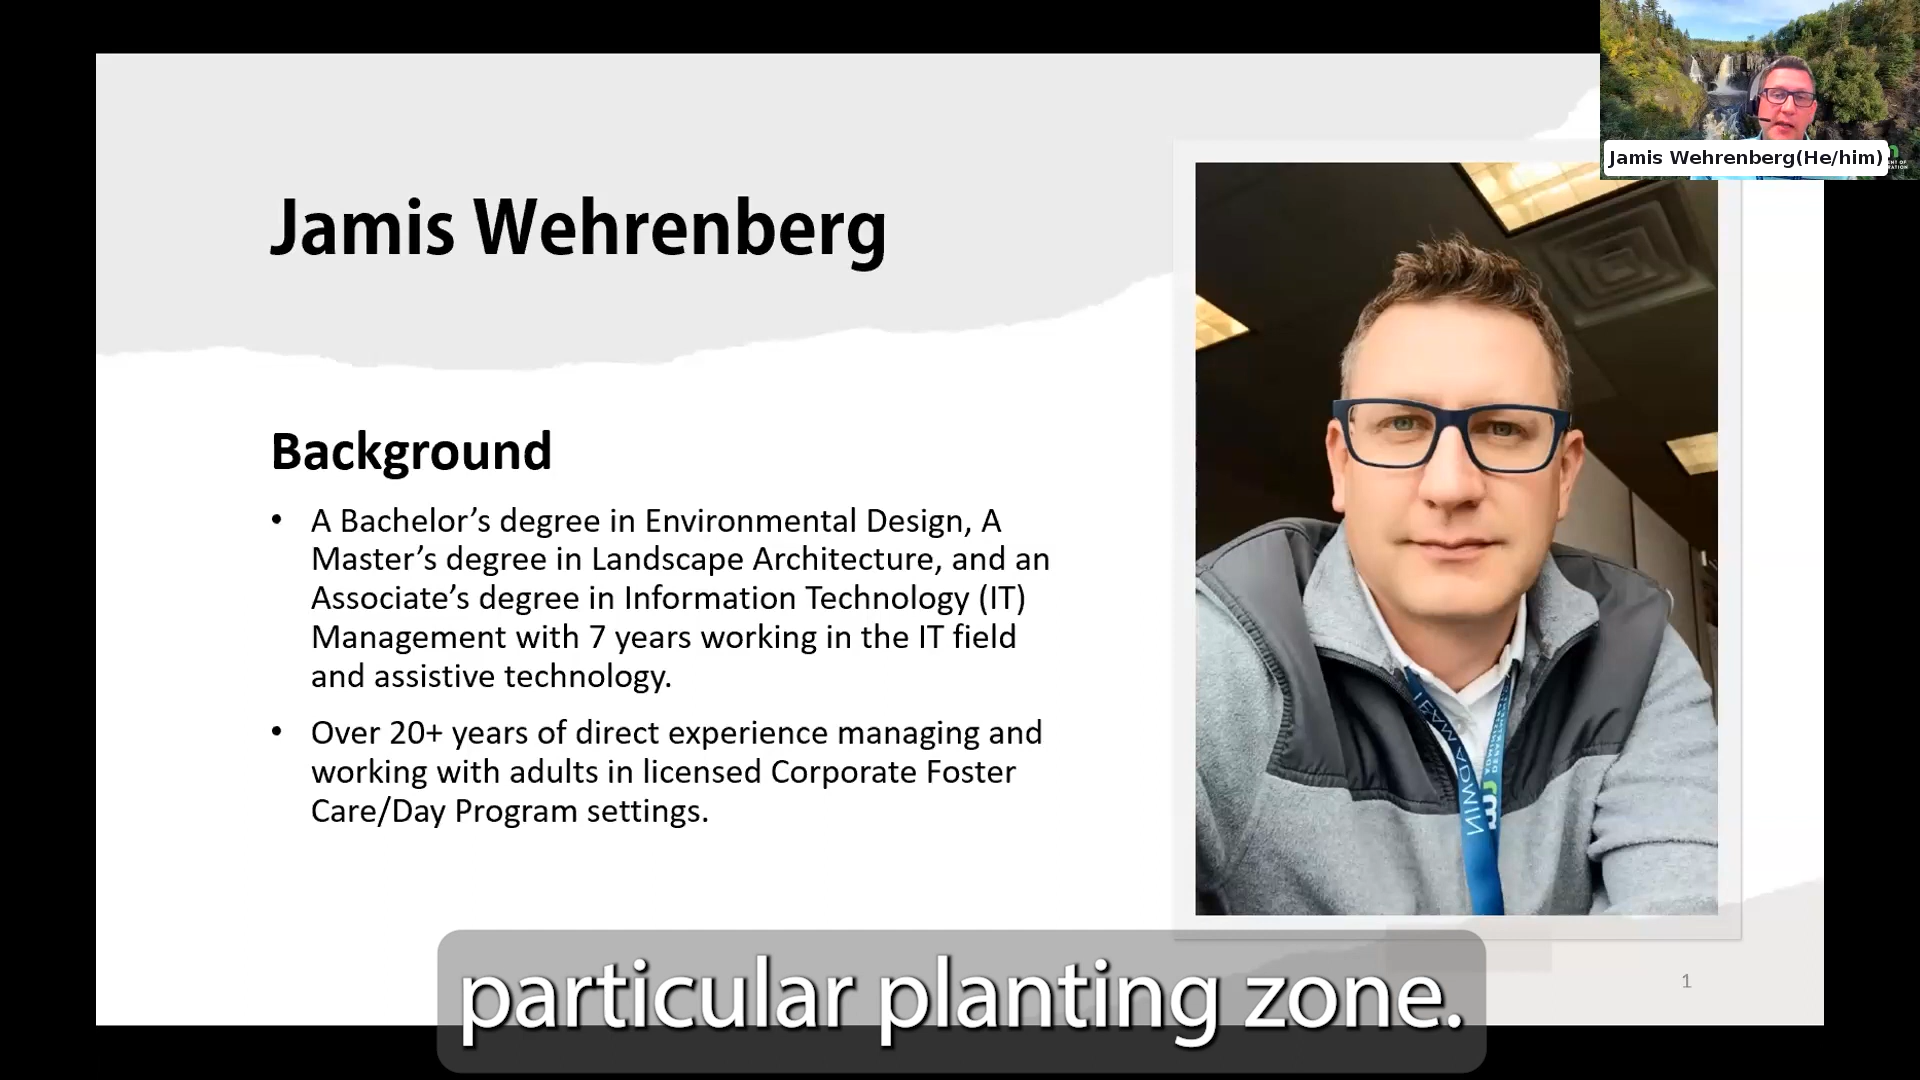 Jamis Wehrenberg(He/him)
Jamis Wehrenberg
Background
• A Bachelor’s degree in Environmental Design, A
Master’s degree in Landscape Architecture, and an
Associate’s degree in Information Technology (IT)
Management with 7 years working in the IT field
and assistive technology.
• Over 20+ years of direct experience managing and
working with adults in licensed Corporate Foster
Care/Day Program settings.
1
particular planting zone.